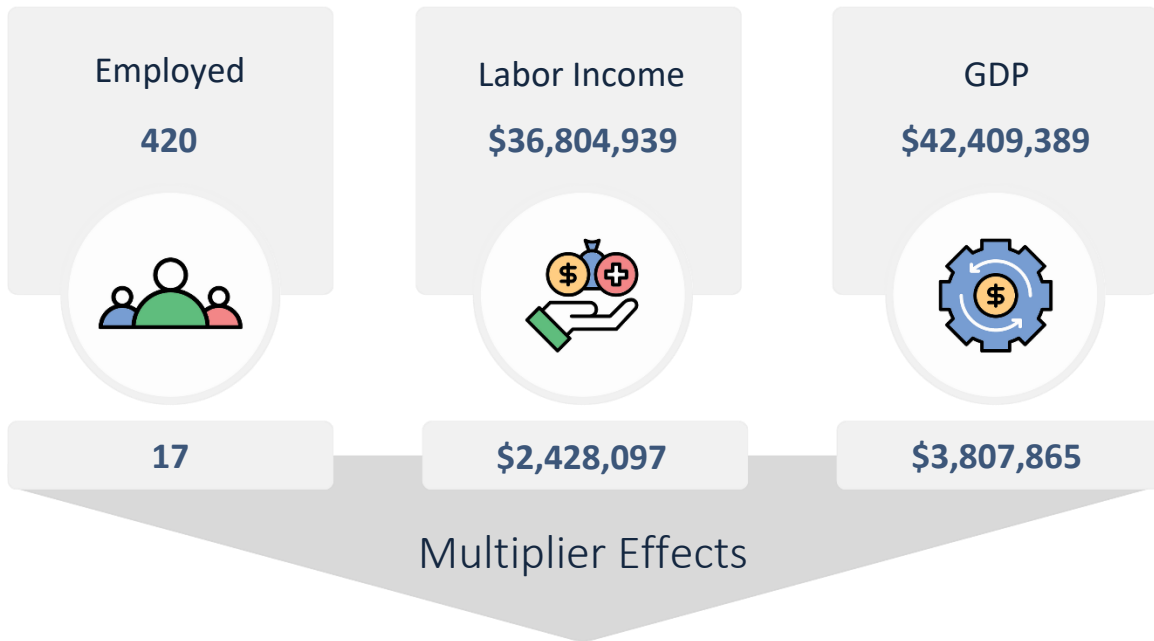 Employed
420
Labor Income
$36,804,939
GDP
$42,409,389
$
$
17
$2,428,097
$3,807,865
Multiplier Effects